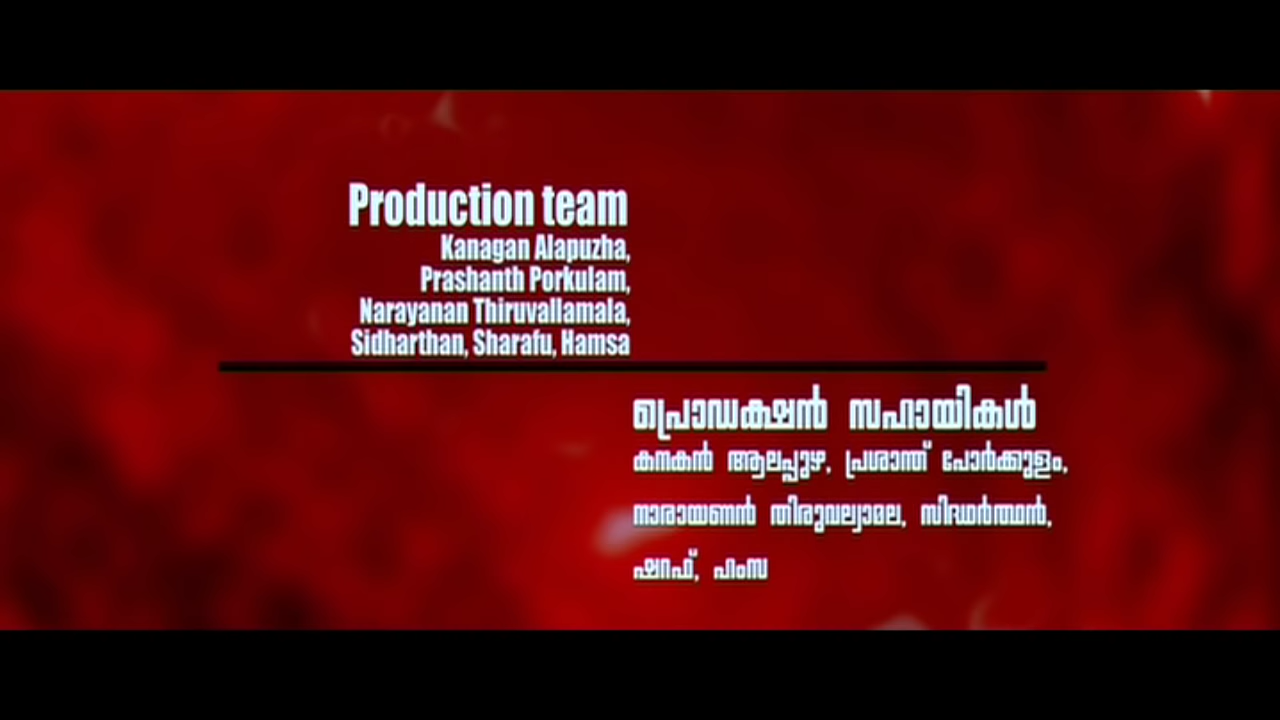 Production team
Kanagan Alapuzha,
Prashanth Porkulam,
Narayanan Thiruvallamala,
Sidharthan, Sharafu, Hamsa
പ്രൊഡക്ഷൻ സഹായികൾ
കനകൻ ആലപ്പുഴ, പ്രശാന്ത് പോർക്കുളം,
നാരായണൻ തിരുവല്വാമല, സിദ്ധാർത്ഥൻ,
ഷറഫ്, ഹംസ